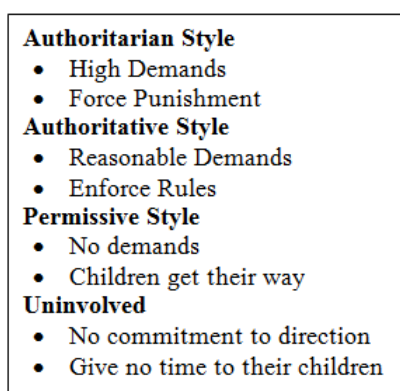 Authoritarian Style
• High Demands
• Force Punishment
Authoritative Style
• Reasonable Demands
• Enforce Rules
Permissive Style
• No demands
• Children get their way
Uninvolved
• No commitment to direction
• Give no time to their children